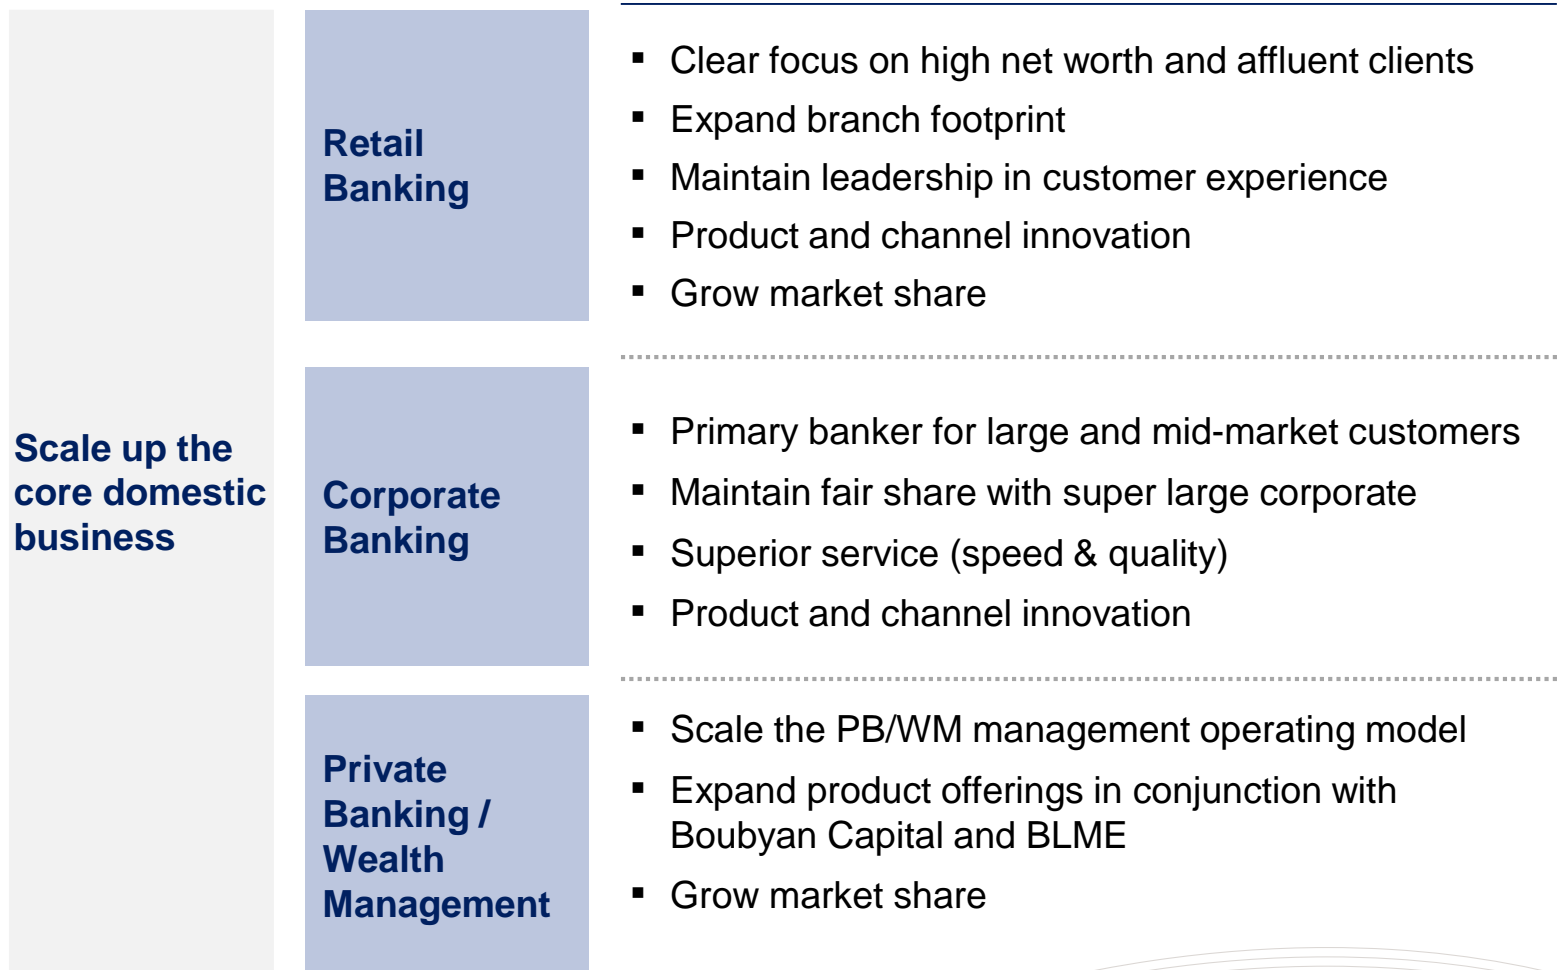 Scale up the
core domestic
business
Retail
Banking
▪ Clear focus on high net worth and affluent clients
▪ Expand branch footprint
▪ Maintain leadership in customer experience
▪ Product and channel innovation
▪ Grow market share
Corporate
Banking
▪ Primary banker for large and mid-market customers
▪ Maintain fair share with super large corporate
▪ Superior service (speed & quality)
▪ Product and channel innovation
Private
Banking /
Wealth
Management
▪ Scale the PB/WM management operating model
▪ Expand product offerings in conjunction with
Boubyan Capital and BLME
▪ Grow market share